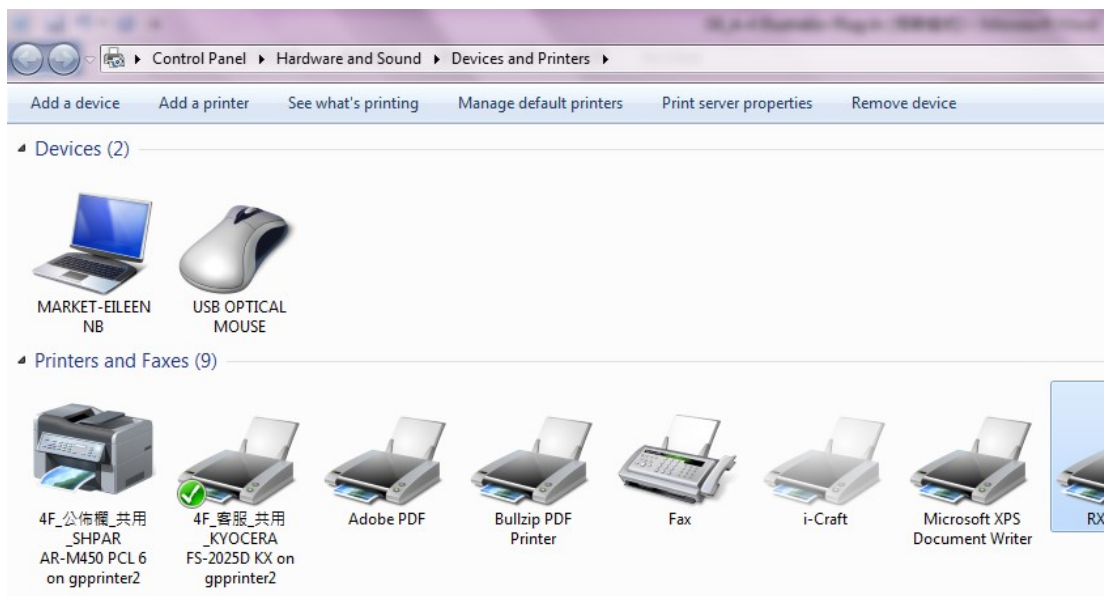 Control Panel ▸ Hardware and Sound ▸ Devices and Printers ▸
Add a device Add a printer See what's printing Manage default printers Print server properties Remove device
Devices (2)
MARKET-EILEEN
NB
USB OPTICAL
MOUSE
Printers and Faxes (9)
4F_公佈欄_共用
_SHPAR
AR-M450 PCL 6
on gpprinter2
4F_客服_共用
_KYOCERA
FS-2025D KX on
gpprinter2
Adobe PDF
Bullzip PDF
Printer
Fax
i-Craft
Microsoft XPS
Document Writer
RX